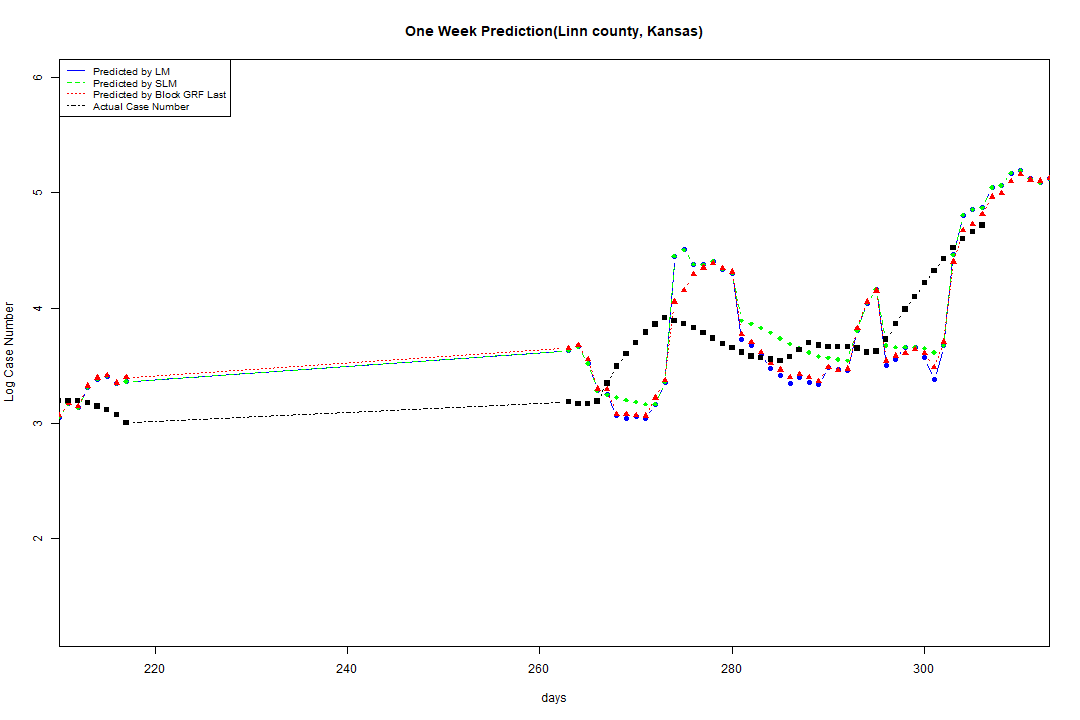 One Week Prediction(Linn county, Kansas)
Predicted by LM
Predicted by SLM
Predicted by Block GRF Last
Actual Case Number
6
5
4
3
2
Log Case Number
220 240 260 280 300
days